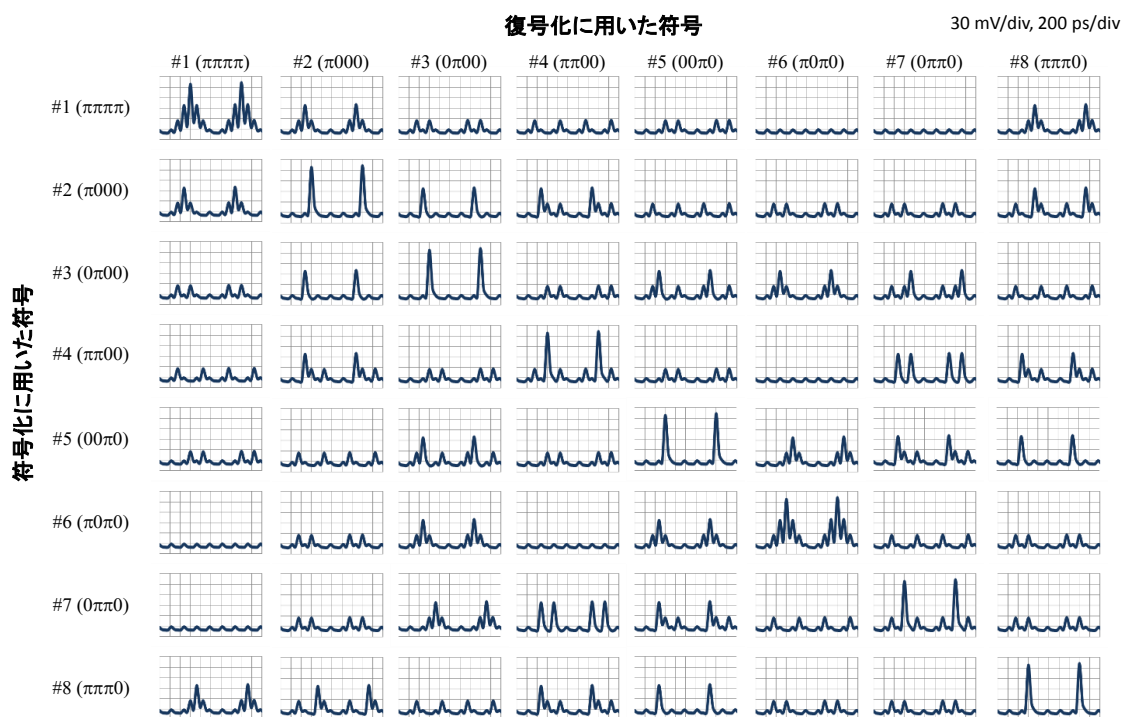 復号化に用いた符号
30 mV/div, 200 ps/div
#1 (ππππ) #2 (π000) #3 (0π00) #4 (ππ00) #5 (00π0) #6 (π0π0) #7 (0ππ0) #8 (πππ0)
符号化に用いた符号
#1 (ππππ)
#2 (π000)
#3 (0π00)
#4 (ππ00)
#5 (00π0)
#6 (π0π0)
#7 (0ππ0)
#8 (πππ0)